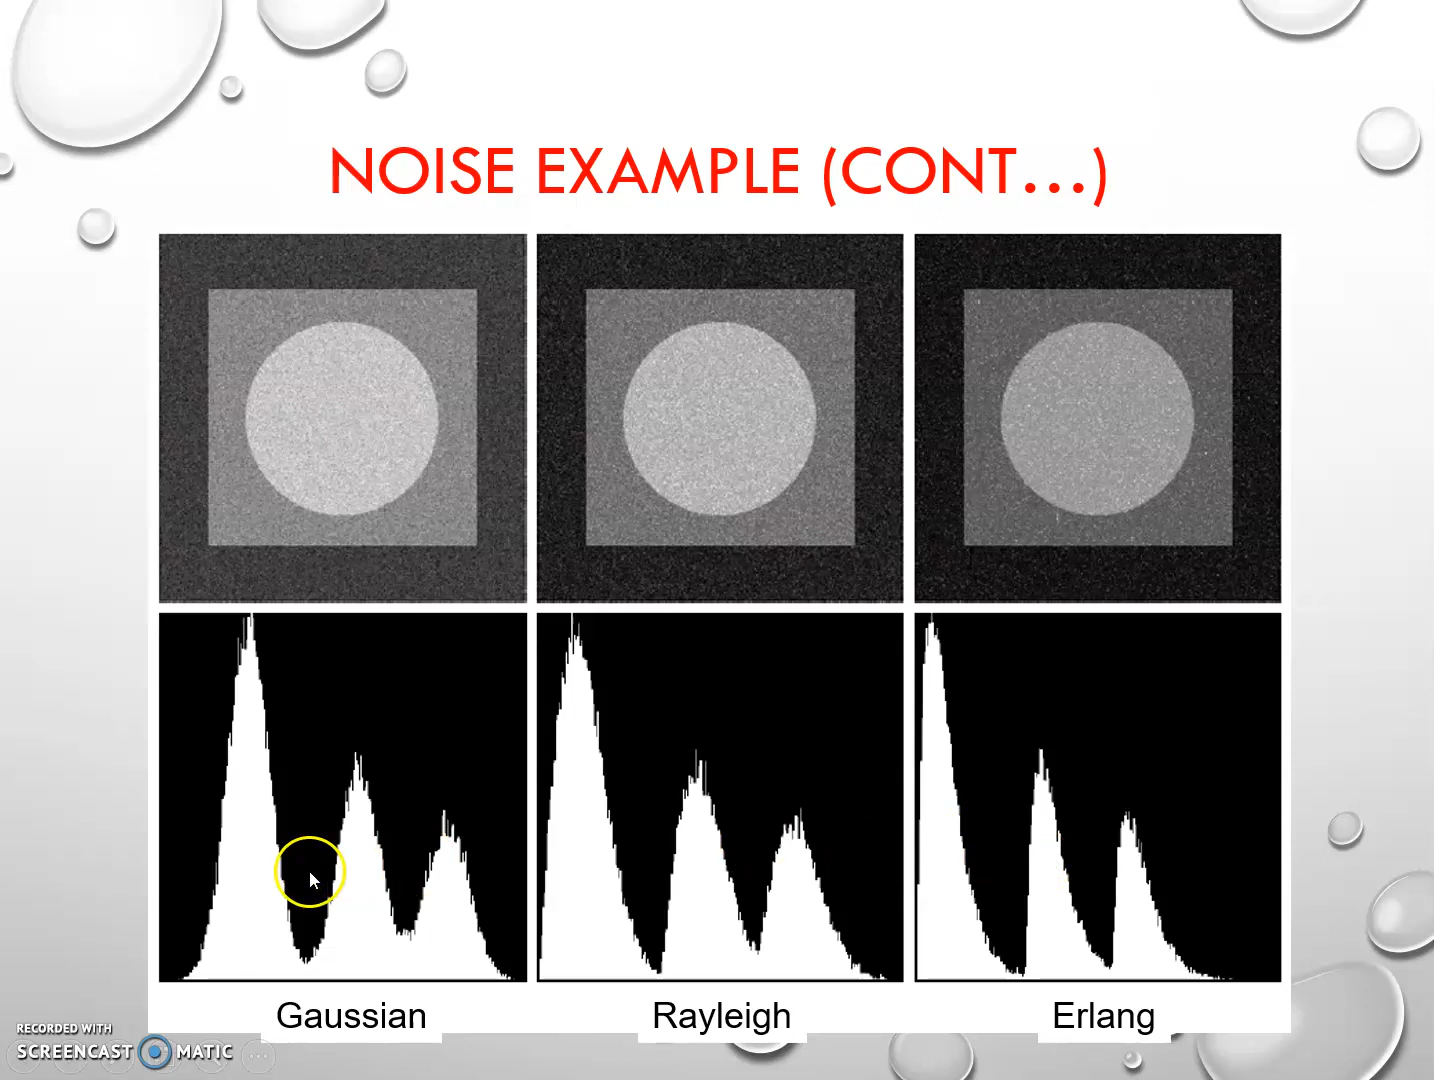 NOISE EXAMPLE (CONT...)
Gaussian
Rayleigh
Erlang
RECORDED WITH
SCREENCAST MATIC